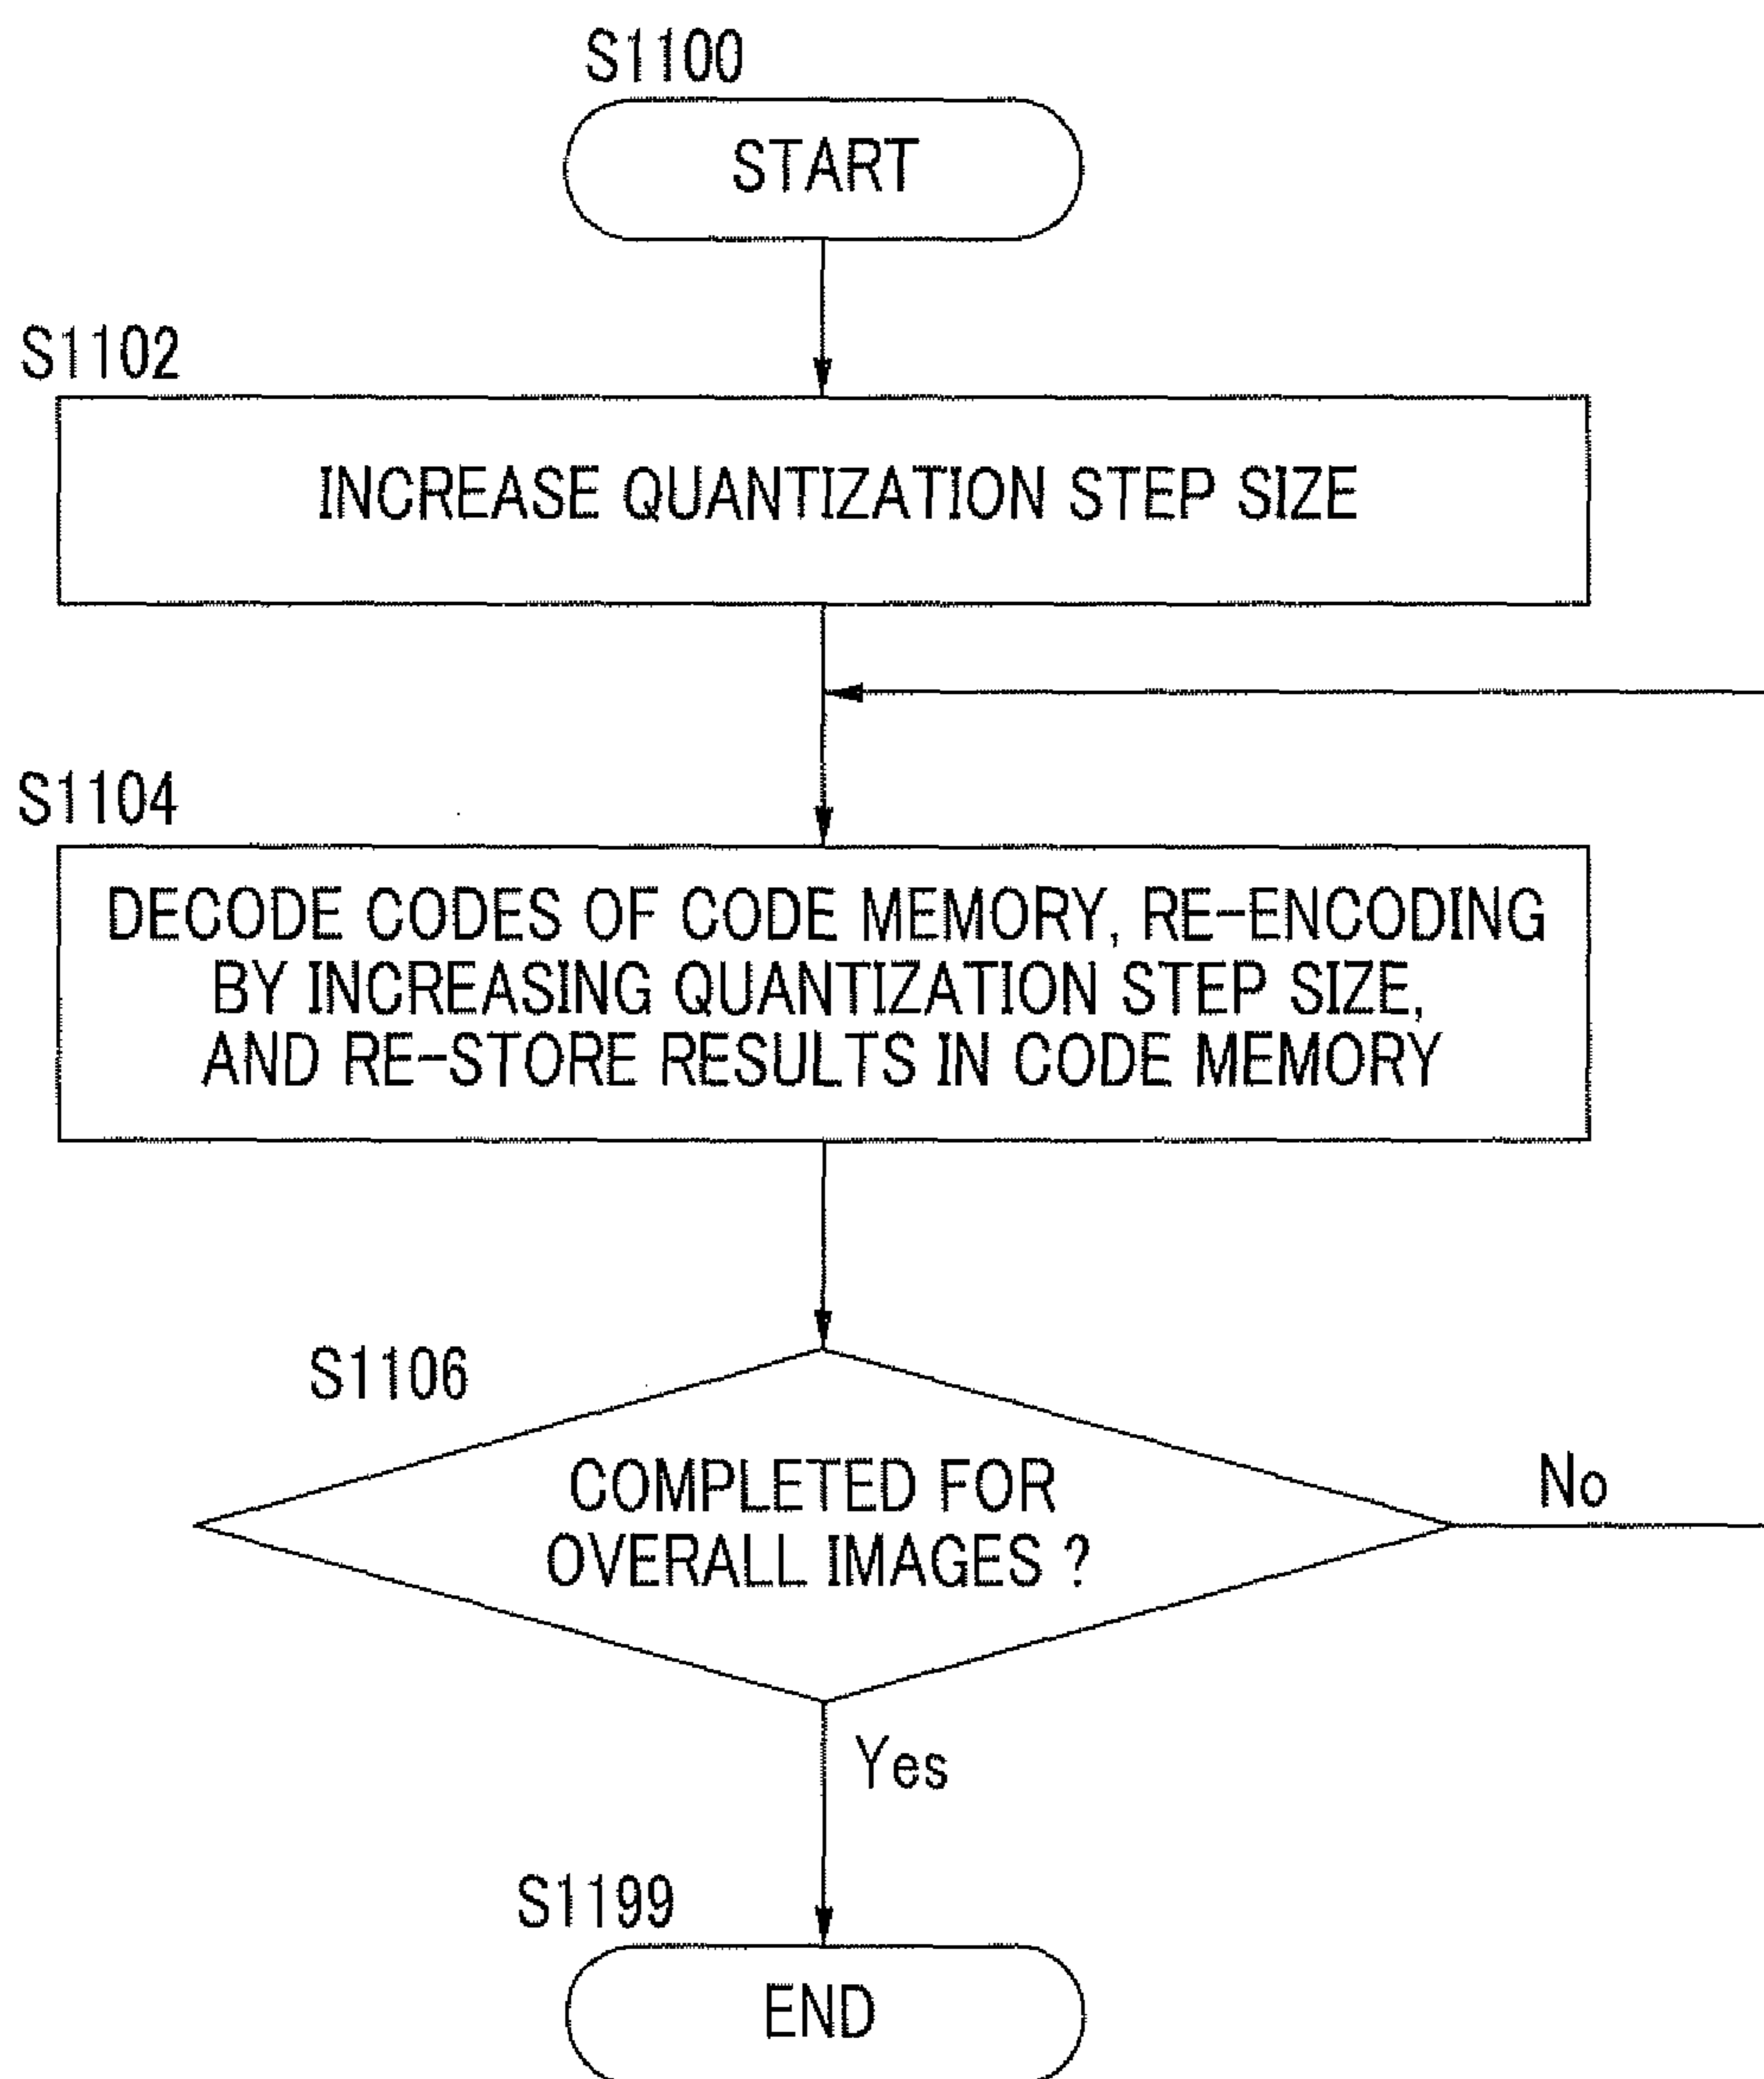 S1100
START
S1102
INCREASE QUANTIZATION STEP SIZE
S1104
DECODE CODES OF CODE MEMORY, RE-ENCODING
BY INCREASING QUANTIZATION STEP SIZE,
AND RE-STORE RESULTS IN CODE MEMORY
S1106
COMPLETED FOR
OVERALL IMAGES ?
No
Yes
S1199
END